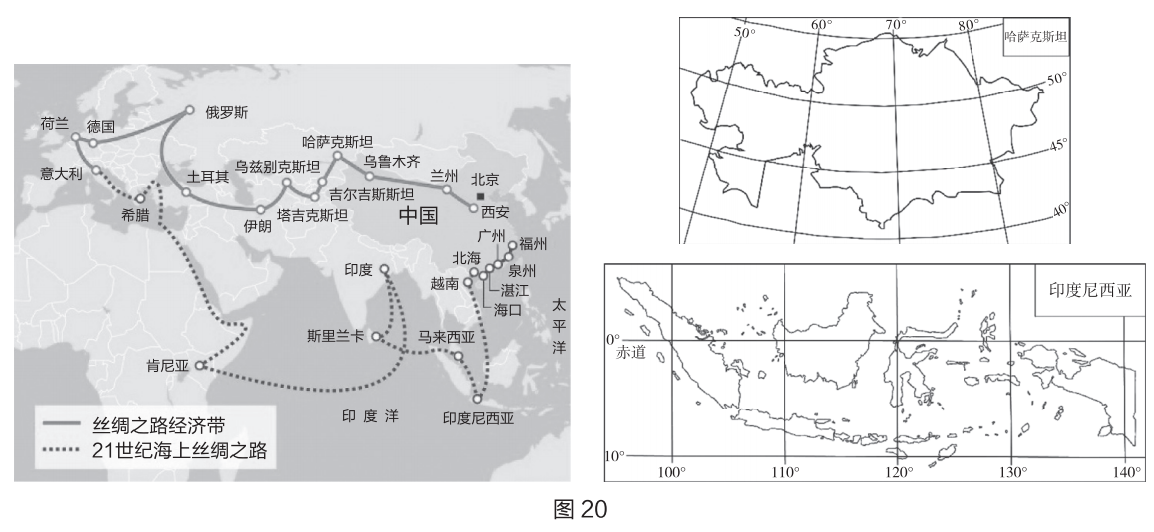 俄罗斯
荷兰
德国
哈萨克斯坦
意大利
乌兹别克斯坦
乌鲁木齐
土耳其
兰州
北京
吉尔吉斯斯坦
希腊
塔吉克斯坦
中国
西安
伊朗
广州
福州
北海
泉州
印度
越南
湛江
海口
太平洋
斯里兰卡
马来西亚
肯尼亚
印度洋
印度尼西亚
丝绸之路经济带
21世纪海上丝绸之路
50° 60° 70° 80°
哈萨克斯坦
50°
45°
40°
印度尼西亚
0°
赤道
10°
100° 110° 120° 130° 140°
图 20